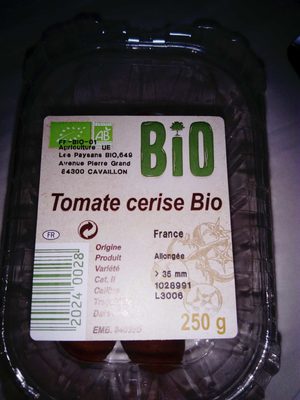 AB
BIO
FR-BIO-01
Agriculture UE
Les Paysans BIO,649
Avenue Pierre Grand
84300 CAVAILLON
Tomate cerise Bio
FR
Origine
France
Produit
Variété
Allongée
Cat. II
> 35 mm
Calibre
1028991
L3006
2024 0028
250 g